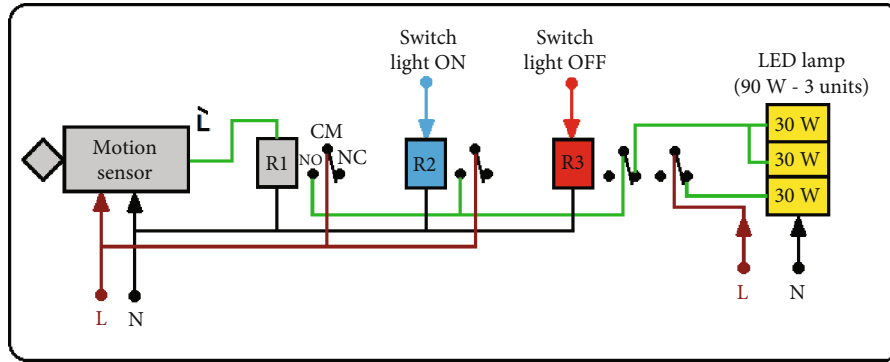 Switch
light ON
Switch
light OFF
LED lamp
(90 W - 3 units)
L̀
Motion
sensor
R1
NO
CM
NC
R2
R3
30 W
30 W
30 W
L
N
L
N